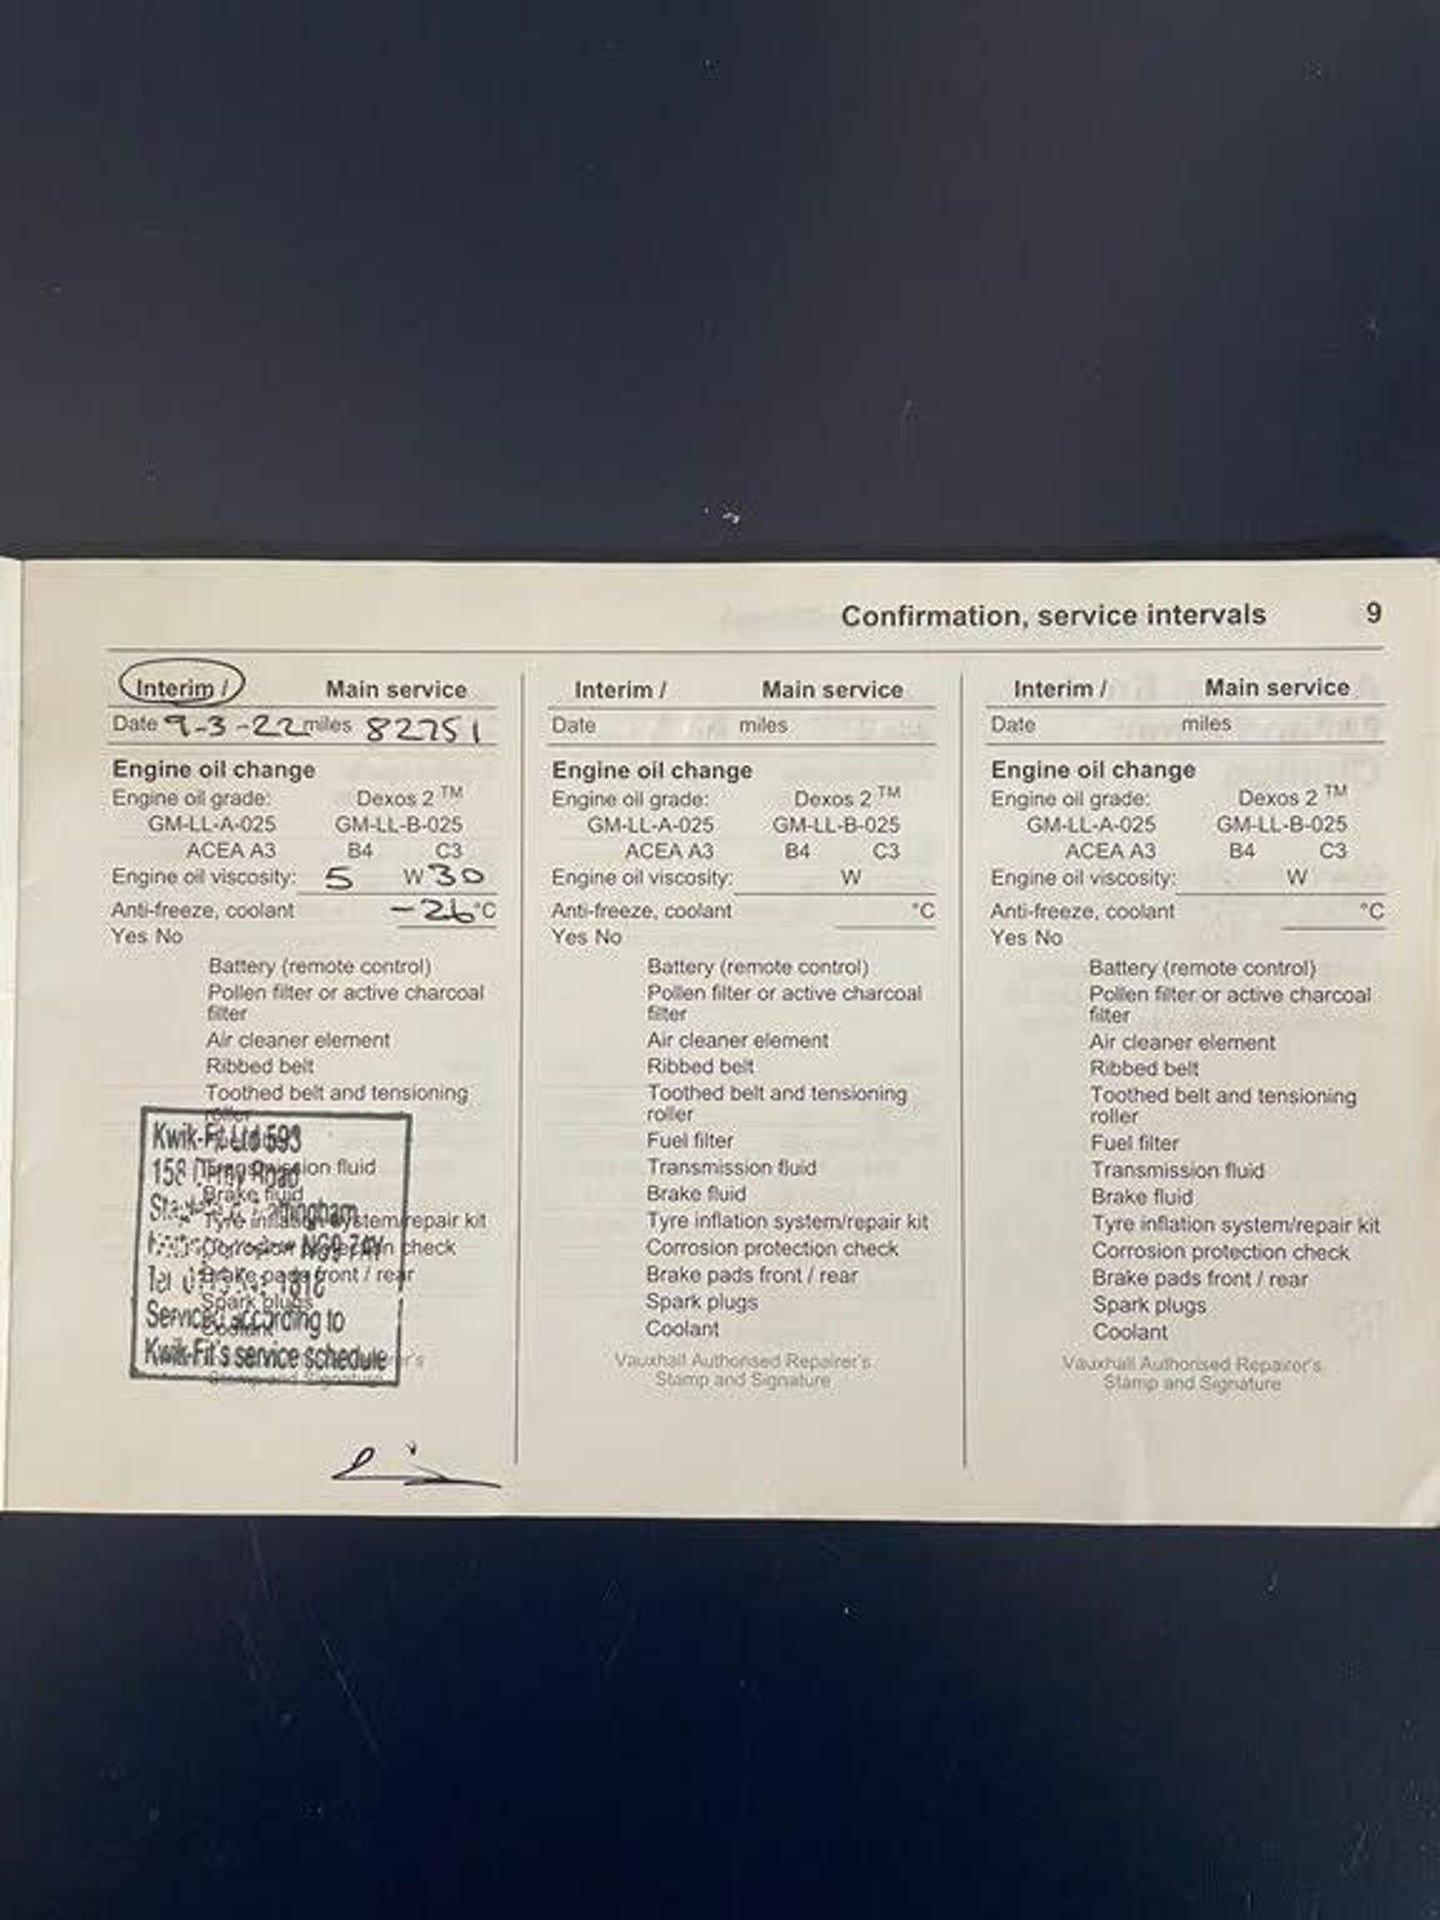 Confirmation, service intervals 9
Interim / Main service
Date 9-3-22 miles 82751
Engine oil change
Engine oil grade: Dexos 2 TM
GM-LL-A-025 GM-LL-B-025
ACEA A3 B4 C3
Engine oil viscosity: 5 W 30
Anti-freeze, coolant -26 °C
Yes No
Battery (remote control)
Pollen filter or active charcoal
filter
Air cleaner element
Ribbed belt
Toothed belt and tensioning
roller
Transmission fluid
Brake fluid
Tyre inflation system/repair kit
Corrosion protection check
Brake pads front / rear
Spark plugs
Coolant
Stamp and Signature
Kwik-Fit Ltd 593
158 Derby Road
NG9 7AY
Tel
Serviced according to
Kwik-Fit's service schedule
Interim / Main service
Date miles
Engine oil change
Engine oil grade: Dexos 2 TM
GM-LL-A-025 GM-LL-B-025
ACEA A3 B4 C3
Engine oil viscosity: W
Anti-freeze, coolant °C
Yes No
Battery (remote control)
Pollen filter or active charcoal
filter
Air cleaner element
Ribbed belt
Toothed belt and tensioning
roller
Fuel filter
Transmission fluid
Brake fluid
Tyre inflation system/repair kit
Corrosion protection check
Brake pads front / rear
Spark plugs
Coolant
Vauxhall Authorised Repairer's
Stamp and Signature
Interim / Main service
Date miles
Engine oil change
Engine oil grade: Dexos 2 TM
GM-LL-A-025 GM-LL-B-025
ACEA A3 B4 C3
Engine oil viscosity: W
Anti-freeze, coolant °C
Yes No
Battery (remote control)
Pollen filter or active charcoal
filter
Air cleaner element
Ribbed belt
Toothed belt and tensioning
roller
Fuel filter
Transmission fluid
Brake fluid
Tyre inflation system/repair kit
Corrosion protection check
Brake pads front / rear
Spark plugs
Coolant
Vauxhall Authorised Repairer's
Stamp and Signature